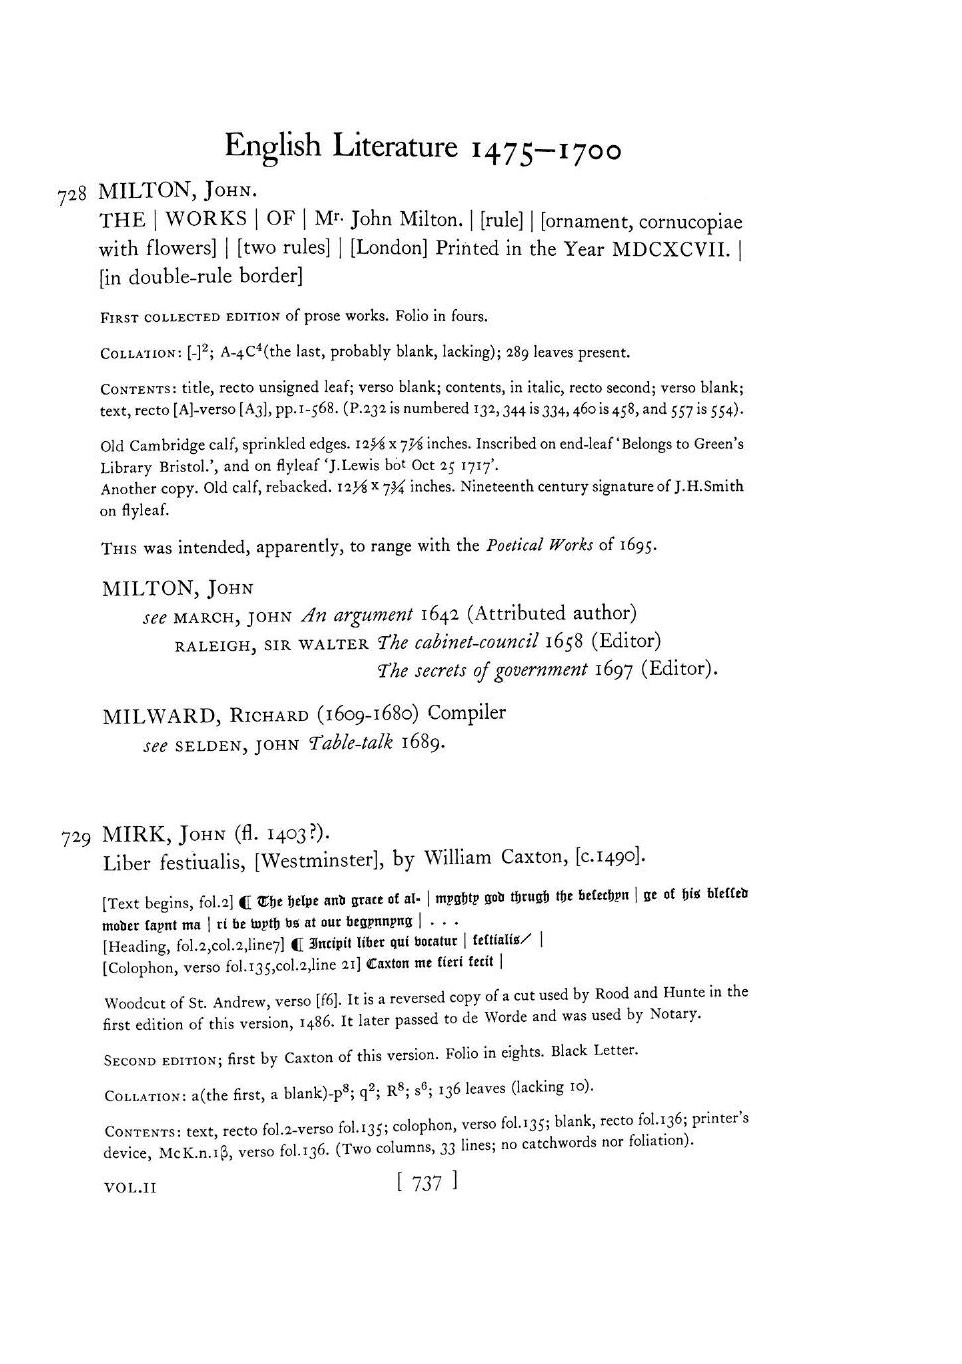 English Literature 1475–1700
728 MILTON, John.
THE | WORKS | OF | Mr. John Milton. | [rule] | [ornament, cornucopiae
with flowers] | [two rules] | [London] Printed in the Year MDCXCVII. |
[in double-rule border]
First collected edition of prose works. Folio in fours.
Collation: [-]²; A-4C⁴(the last, probably blank, lacking); 289 leaves present.
Contents: title, recto unsigned leaf; verso blank; contents, in italic, recto second; verso blank;
text, recto [A]-verso [A3], pp.1-568. (P.232 is numbered 132, 344 is 334, 460 is 458, and 557 is 554).
Old Cambridge calf, sprinkled edges. 12⅝ x 7⅞ inches. Inscribed on end-leaf ‘Belongs to Green’s
Library Bristol.’, and on flyleaf ‘J.Lewis bot Oct 25 1717’.
Another copy. Old calf, rebacked. 12⅛ x 7¾ inches. Nineteenth century signature of J.H.Smith
on flyleaf.
This was intended, apparently, to range with the Poetical Works of 1695.
MILTON, John
see MARCH, JOHN An argument 1642 (Attributed author)
RALEIGH, SIR WALTER The cabinet-council 1658 (Editor)
The secrets of government 1697 (Editor).
MILWARD, Richard (1609-1680) Compiler
see SELDEN, JOHN Table-talk 1689.
729 MIRK, John (fl. 1403?).
Liber festiualis, [Westminster], by William Caxton, [c.1490].
[Text begins, fol.2] ¶ The helpe and grace of al- | myghty god through the besechyn | ge of his blessed
moder saynt ma | ri be wyth vs at our begynnyng | . . .
[Heading, fol.2,col.2,line7] ¶ Incipit liber qui vocatur | festialis/ |
[Colophon, verso fol.135,col.2,line 21] Caxton me fieri fecit |
Woodcut of St. Andrew, verso [f6]. It is a reversed copy of a cut used by Rood and Hunte in the
first edition of this version, 1486. It later passed to de Worde and was used by Notary.
Second edition; first by Caxton of this version. Folio in eights. Black Letter.
Collation: a(the first, a blank)-p⁸; q²; R⁸; s⁶; 136 leaves (lacking 10).
Contents: text, recto fol.2-verso fol.135; colophon, verso fol.135; blank, recto fol.136; printer’s
device, McK.n.1β, verso fol.136. (Two columns, 33 lines; no catchwords nor foliation).
VOL.II [ 737 ]